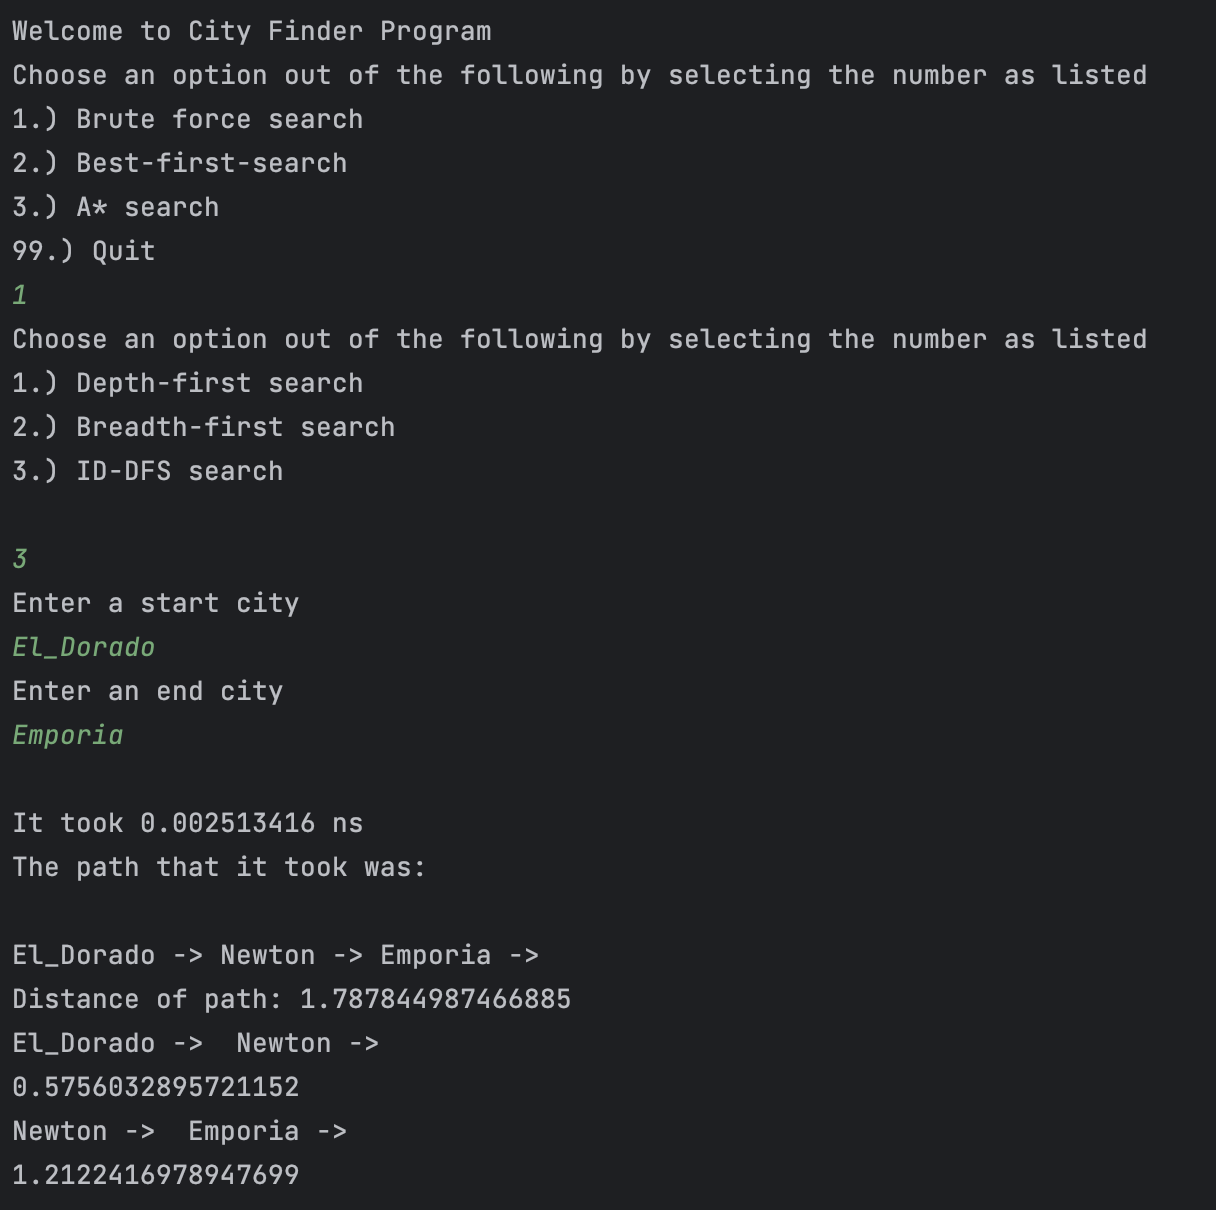 Welcome to City Finder Program
Choose an option out of the following by selecting the number as listed
1.) Brute force search
2.) Best-first-search
3.) A* search
99.) Quit
1
Choose an option out of the following by selecting the number as listed
1.) Depth-first search
2.) Breadth-first search
3.) ID-DFS search
3
Enter a start city
El_Dorado
Enter an end city
Emporia
It took 0.002513416 ns
The path that it took was:
El_Dorado -> Newton -> Emporia ->
Distance of path: 1.787844987466885
El_Dorado ->  Newton ->
0.5756032895721152
Newton ->  Emporia ->
1.2122416978947699